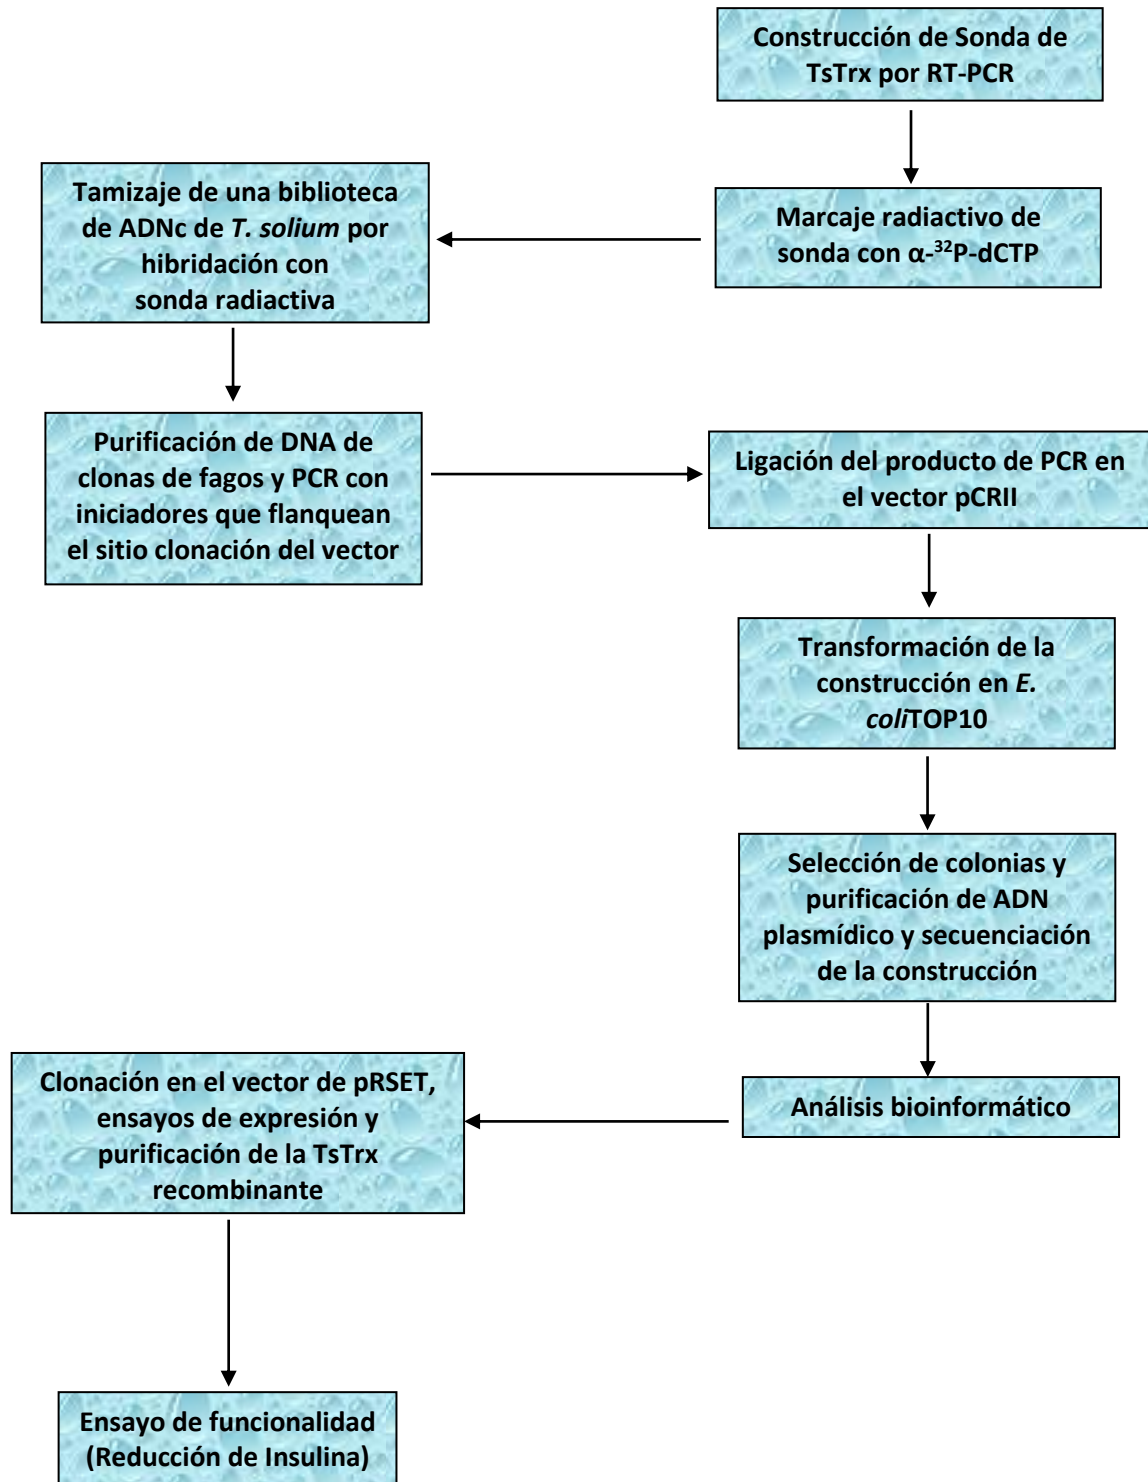 Construcción de Sonda de
TsTrx por RT-PCR
Marcaje radiactivo de
sonda con α-³²P-dCTP
Tamizaje de una biblioteca
de ADNc de T. solium por
hibridación con
sonda radiactiva
Purificación de DNA de
clonas de fagos y PCR con
iniciadores que flanquean
el sitio clonación del vector
Ligación del producto de PCR en
el vector pCRII
Transformación de la
construcción en E.
coliTOP10
Selección de colonias y
purificación de ADN
plasmídico y secuenciación
de la construcción
Análisis bioinformático
Clonación en el vector de pRSET,
ensayos de expresión y
purificación de la TsTrx
recombinante
Ensayo de funcionalidad
(Reducción de Insulina)